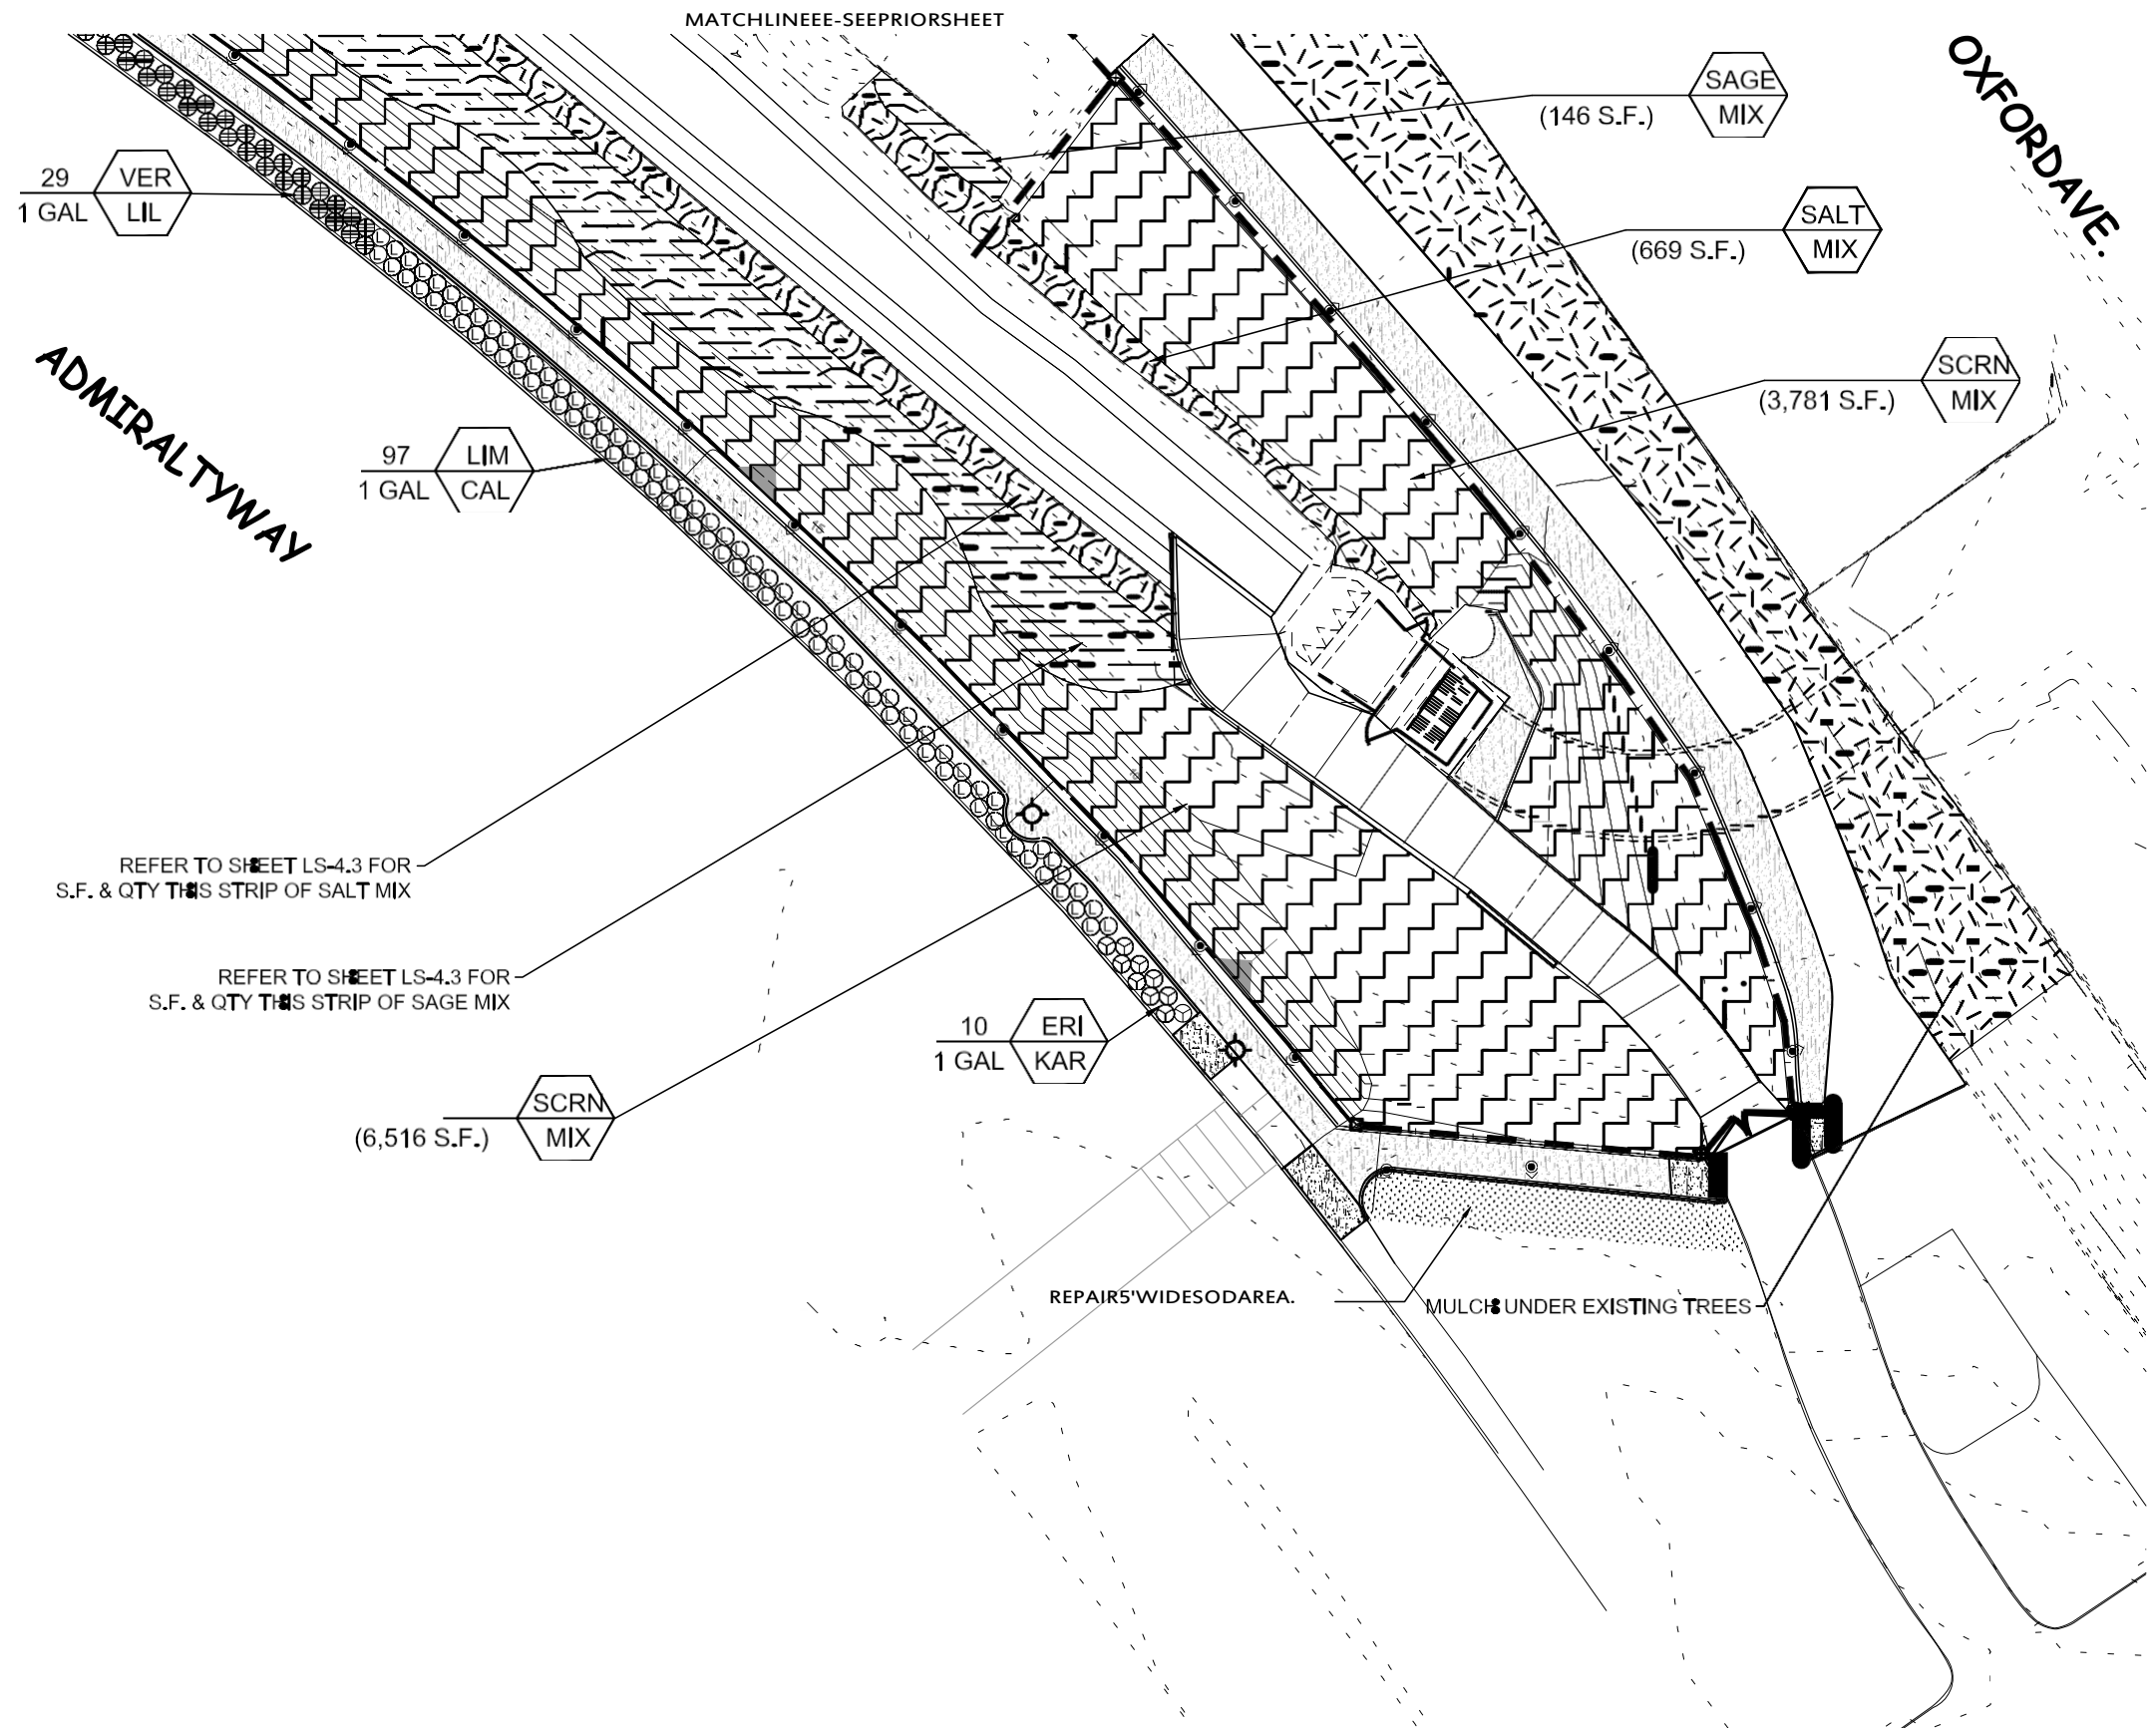 MATCHLINEEE-SEEPRIORSHEET
OXFORDAVE.
SAGE
(146 S.F.) MIX
29 VER
1 GAL LIL
SALT
(669 S.F.) MIX
ADMIRALTYWAY
SCRN
(3,781 S.F.) MIX
97 LIM
1 GAL CAL
REFER TO SHEET LS-4.3 FOR
S.F. & QTY THIS STRIP OF SALT MIX
REFER TO SHEET LS-4.3 FOR
S.F. & QTY THIS STRIP OF SAGE MIX
10 ERI
1 GAL KAR
SCRN
(6,516 S.F.) MIX
REPAIR5'WIDESODAREA.
MULCH UNDER EXISTING TREES